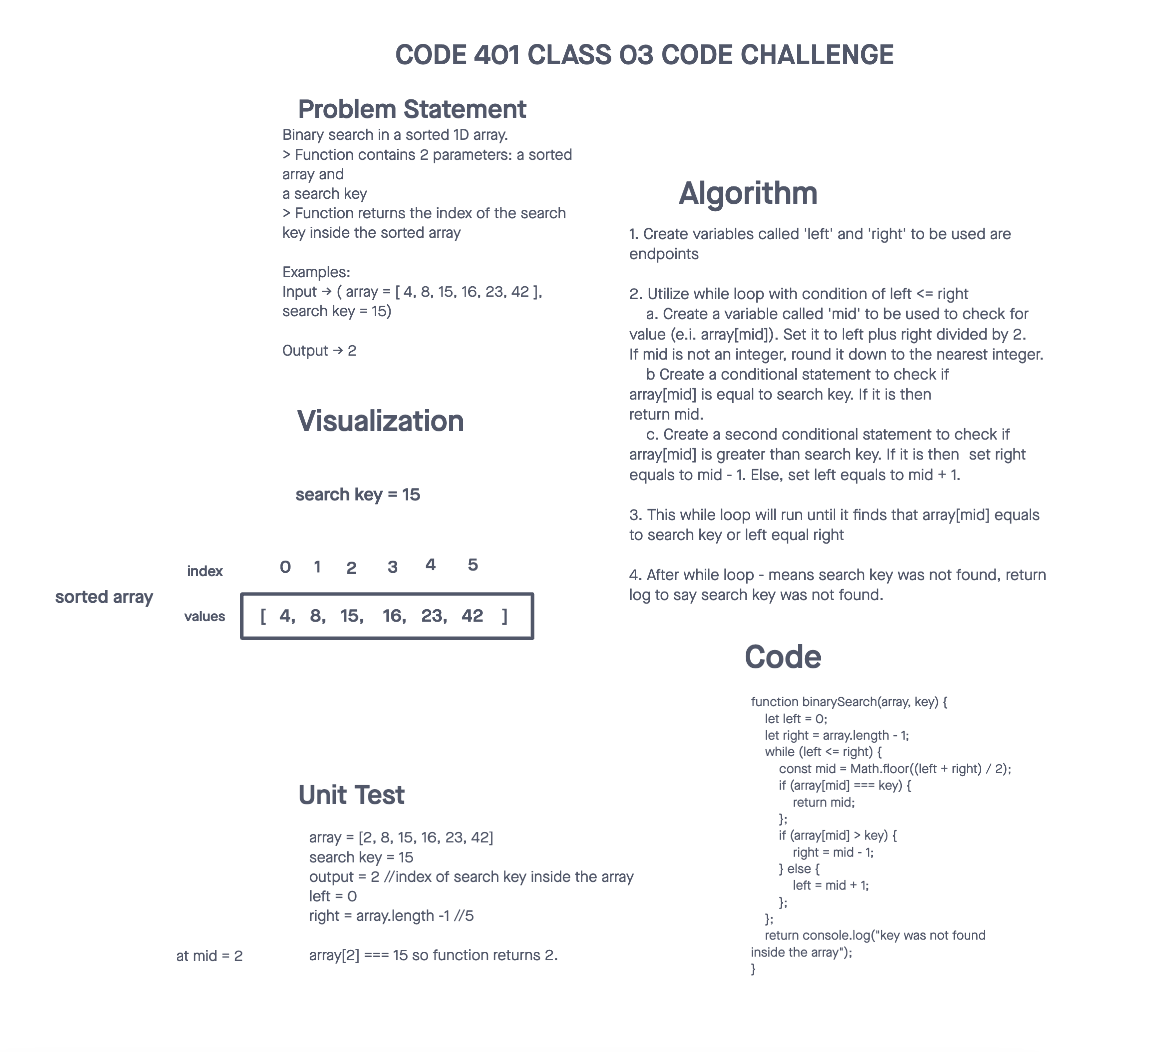 CODE 401 CLASS 03 CODE CHALLENGE
Problem Statement
Binary search in a sorted 1D array.
> Function contains 2 parameters: a sorted
array and
a search key
> Function returns the index of the search
key inside the sorted array
Examples:
Input → ( array = [ 4, 8, 15, 16, 23, 42 ],
search key = 15)
Output → 2
Visualization
search key = 15
index 0 1 2 3 4 5
sorted array
values [ 4, 8, 15, 16, 23, 42 ]
Unit Test
array = [2, 8, 15, 16, 23, 42]
search key = 15
output = 2 //index of search key inside the array
left = 0
right = array.length -1 //5
at mid = 2 array[2] === 15 so function returns 2.
Algorithm
1. Create variables called 'left' and 'right' to be used are
endpoints
2. Utilize while loop with condition of left <= right
a. Create a variable called 'mid' to be used to check for
value (e.i. array[mid]). Set it to left plus right divided by 2.
If mid is not an integer, round it down to the nearest integer.
b Create a conditional statement to check if
array[mid] is equal to search key. If it is then
return mid.
c. Create a second conditional statement to check if
array[mid] is greater than search key. If it is then set right
equals to mid - 1. Else, set left equals to mid + 1.
3. This while loop will run until it finds that array[mid] equals
to search key or left equal right
4. After while loop - means search key was not found, return
log to say search key was not found.
Code
function binarySearch(array, key) {
let left = 0;
let right = array.length - 1;
while (left <= right) {
const mid = Math.floor((left + right) / 2);
if (array[mid] === key) {
return mid;
};
if (array[mid] > key) {
right = mid - 1;
} else {
left = mid + 1;
};
};
return console.log("key was not found
inside the array");
}